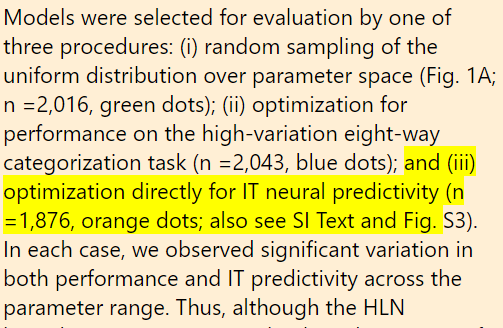 Models were selected for evaluation by one of
three procedures: (i) random sampling of the
uniform distribution over parameter space (Fig. 1A;
n =2,016, green dots); (ii) optimization for
performance on the high-variation eight-way
categorization task (n =2,043, blue dots); and (iii)
optimization directly for IT neural predictivity (n
=1,876, orange dots; also see SI Text and Fig. S3).
In each case, we observed significant variation in
both performance and IT predictivity across the
parameter range. Thus, although the HLN